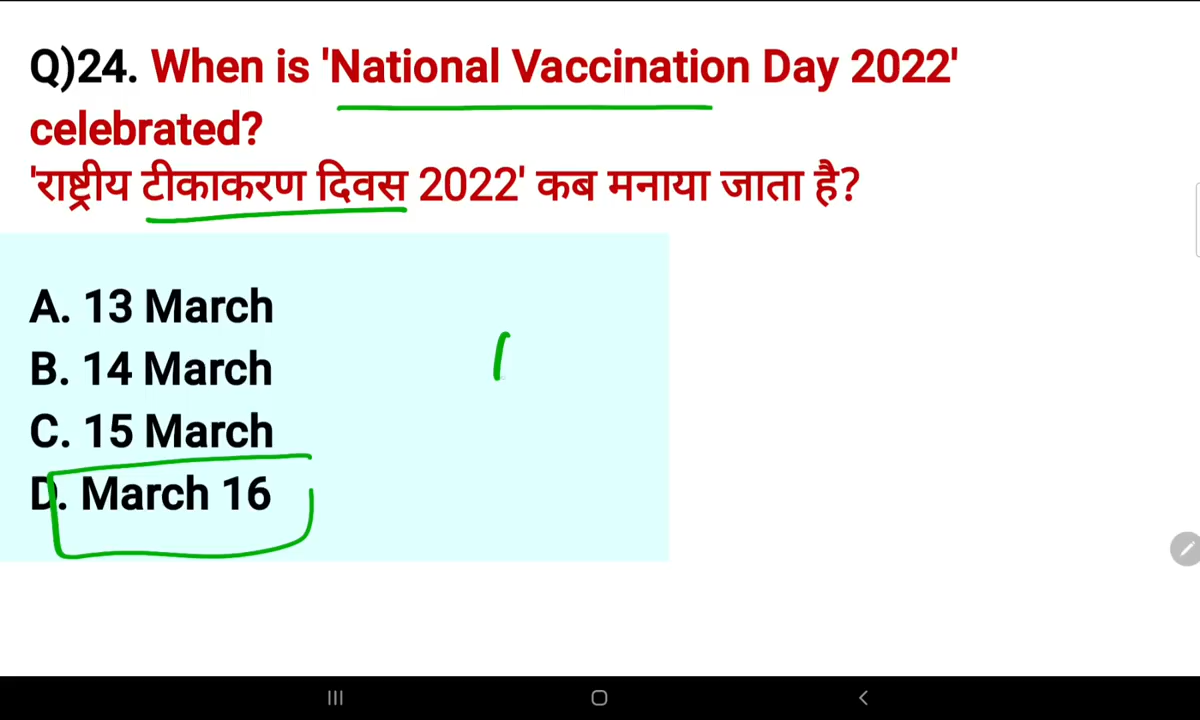 Q)24. When is 'National Vaccination Day 2022'
celebrated?
'राष्ट्रीय टीकाकरण दिवस 2022' कब मनाया जाता है?
A. 13 March
B. 14 March
C. 15 March
D. March 16